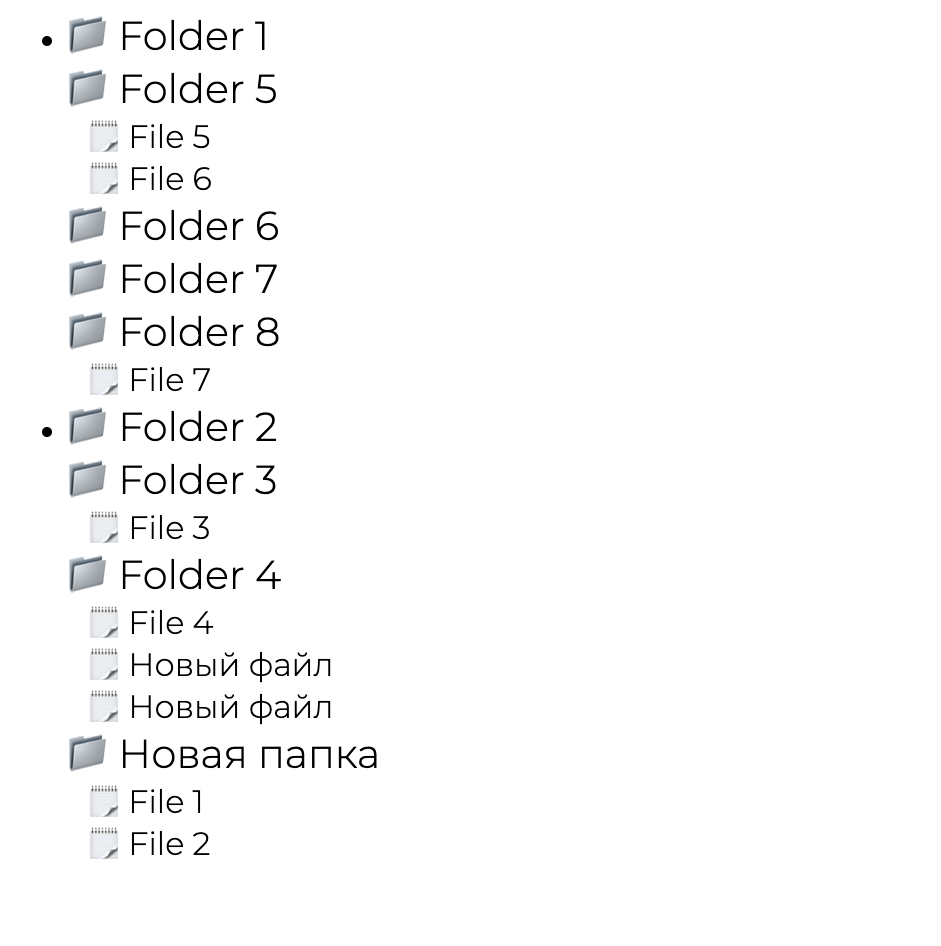 Folder 1
Folder 5
File 5
File 6
Folder 6
Folder 7
Folder 8
File 7
Folder 2
Folder 3
File 3
Folder 4
File 4
Новый файл
Новый файл
Новая папка
File 1
File 2